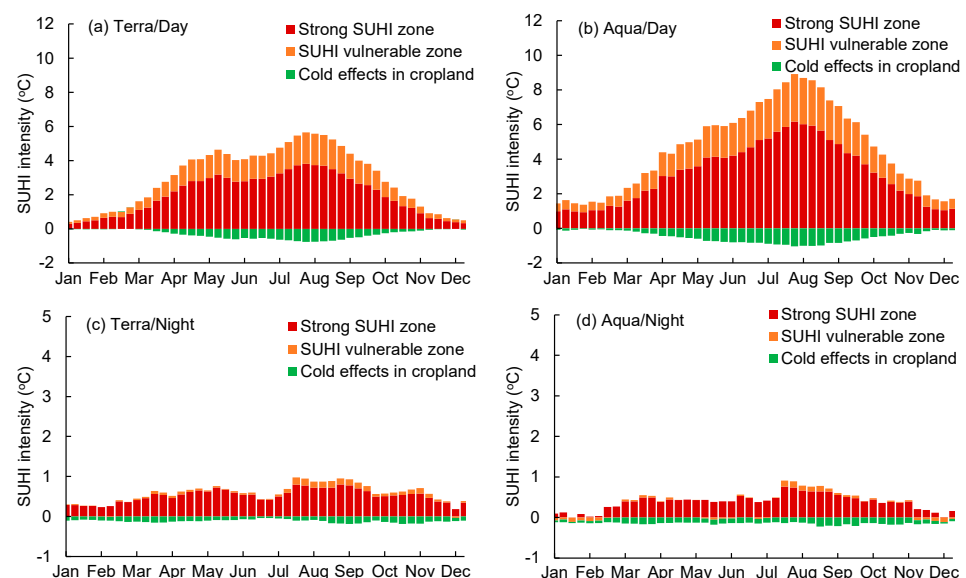 (a) Terra/Day
Strong SUHI zone
SUHI vulnerable zone
Cold effects in cropland
SUHI intensity (°C)
12
10
8
6
4
2
0
-2
Jan Feb Mar Apr May Jun Jul Aug Sep Oct Nov Dec
(b) Aqua/Day
Strong SUHI zone
SUHI vulnerable zone
Cold effects in cropland
SUHI intensity (°C)
12
10
8
6
4
2
0
-2
Jan Feb Mar Apr May Jun Jul Aug Sep Oct Nov Dec
(c) Terra/Night
Strong SUHI zone
SUHI vulnerable zone
Cold effects in cropland
SUHI intensity (°C)
5
4
3
2
1
0
-1
Jan Feb Mar Apr May Jun Jul Aug Sep Oct Nov Dec
(d) Aqua/Night
Strong SUHI zone
SUHI vulnerable zone
Cold effects in cropland
SUHI intensity (°C)
5
4
3
2
1
0
-1
Jan Feb Mar Apr May Jun Jul Aug Sep Oct Nov Dec